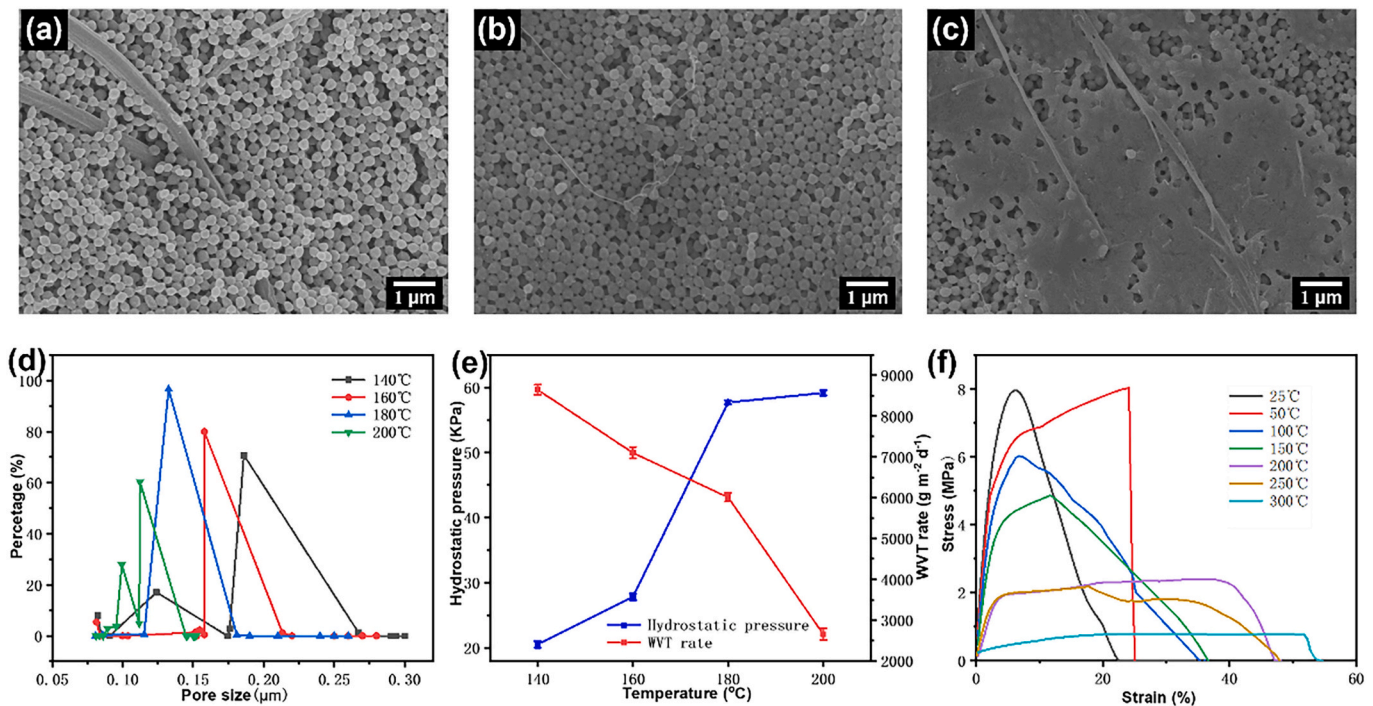 (a)
1 μm
(b)
1 μm
(c)
1 μm
(d)
Percetage (%)
100
80
60
40
20
0
140℃
160℃
180℃
200℃
0.05
0.10
0.15
0.20
0.25
0.30
Pore size(μm)
(e)
Hydrostatic pressure (KPa)
60
50
40
30
20
Hydrostatic pressure
WVT rate
140
160
180
200
Temperature (℃)
9000
8000
7000
6000
5000
4000
3000
2000
WVT rate (g m⁻² d⁻¹)
(f)
Stress (MPa)
8
6
4
2
0
25℃
50℃
100℃
150℃
200℃
250℃
300℃
0
20
40
60
Strain (%)